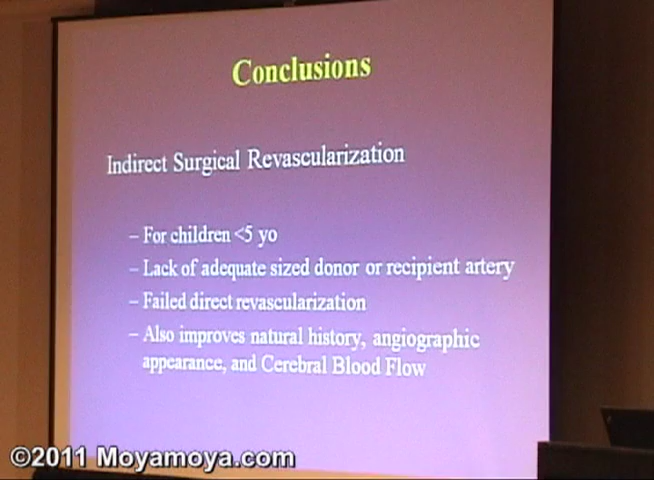 Conclusions
Indirect Surgical Revascularization
– For children <5 yo
– Lack of adequate sized donor or recipient artery
– Failed direct revascularization
– Also improves natural history, angiographic
appearance, and Cerebral Blood Flow
©2011 Moyamoya.com